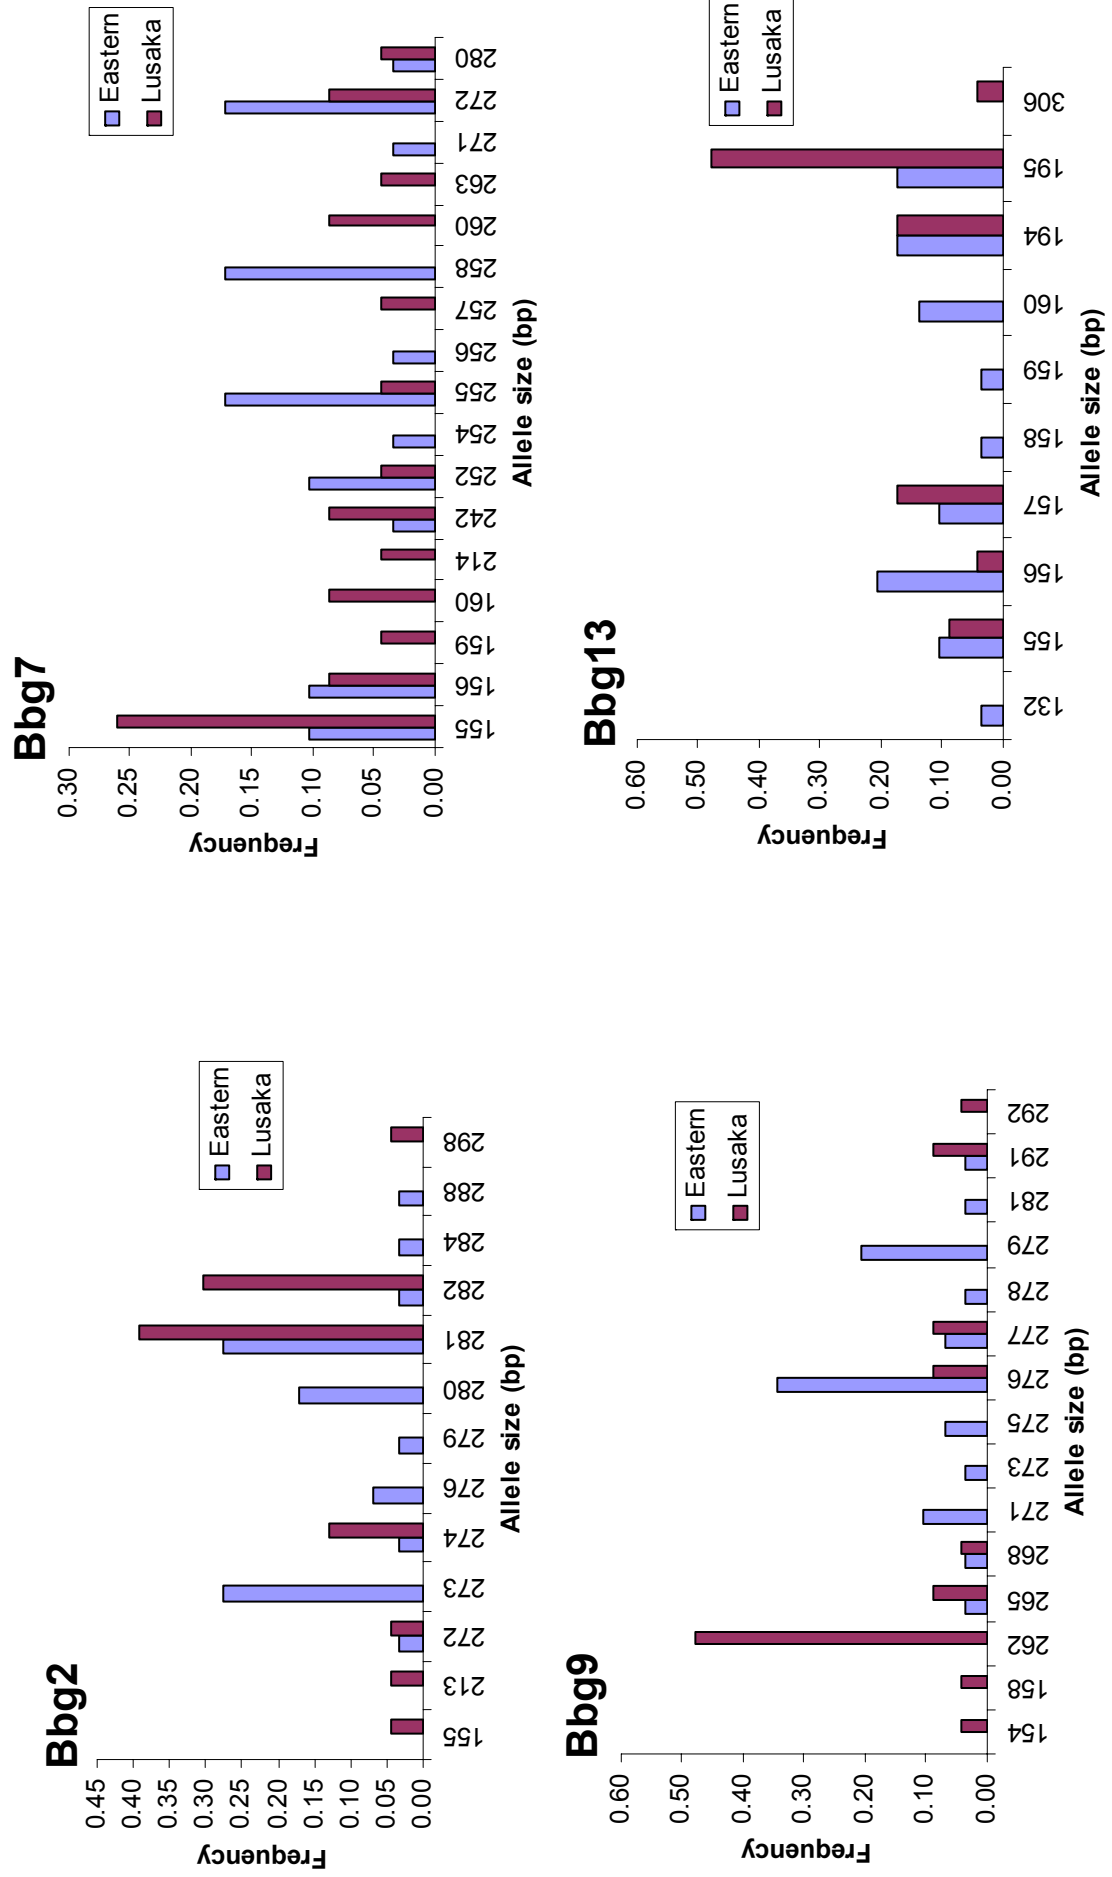 Bbg2
0.45
0.40
0.35
0.30
0.25
0.20
0.15
0.10
0.05
0.00
Frequency
155 213 272 273 274 276 279 280 281 282 284 288 298
Allele size (bp)
Eastern
Lusaka
Bbg7
0.30
0.25
0.20
0.15
0.10
0.05
0.00
Frequency
155 156 159 160 214 242 252 254 255 256 257 258 260 263 271 272 280
Allele size (bp)
Eastern
Lusaka
Bbg9
0.60
0.50
0.40
0.30
0.20
0.10
0.00
Frequency
154 158 262 265 268 271 273 275 276 277 278 279 281 291 292
Allele size (bp)
Eastern
Lusaka
Bbg13
0.60
0.50
0.40
0.30
0.20
0.10
0.00
Frequency
132 155 156 157 158 159 160 194 195 306
Allele size (bp)
Eastern
Lusaka